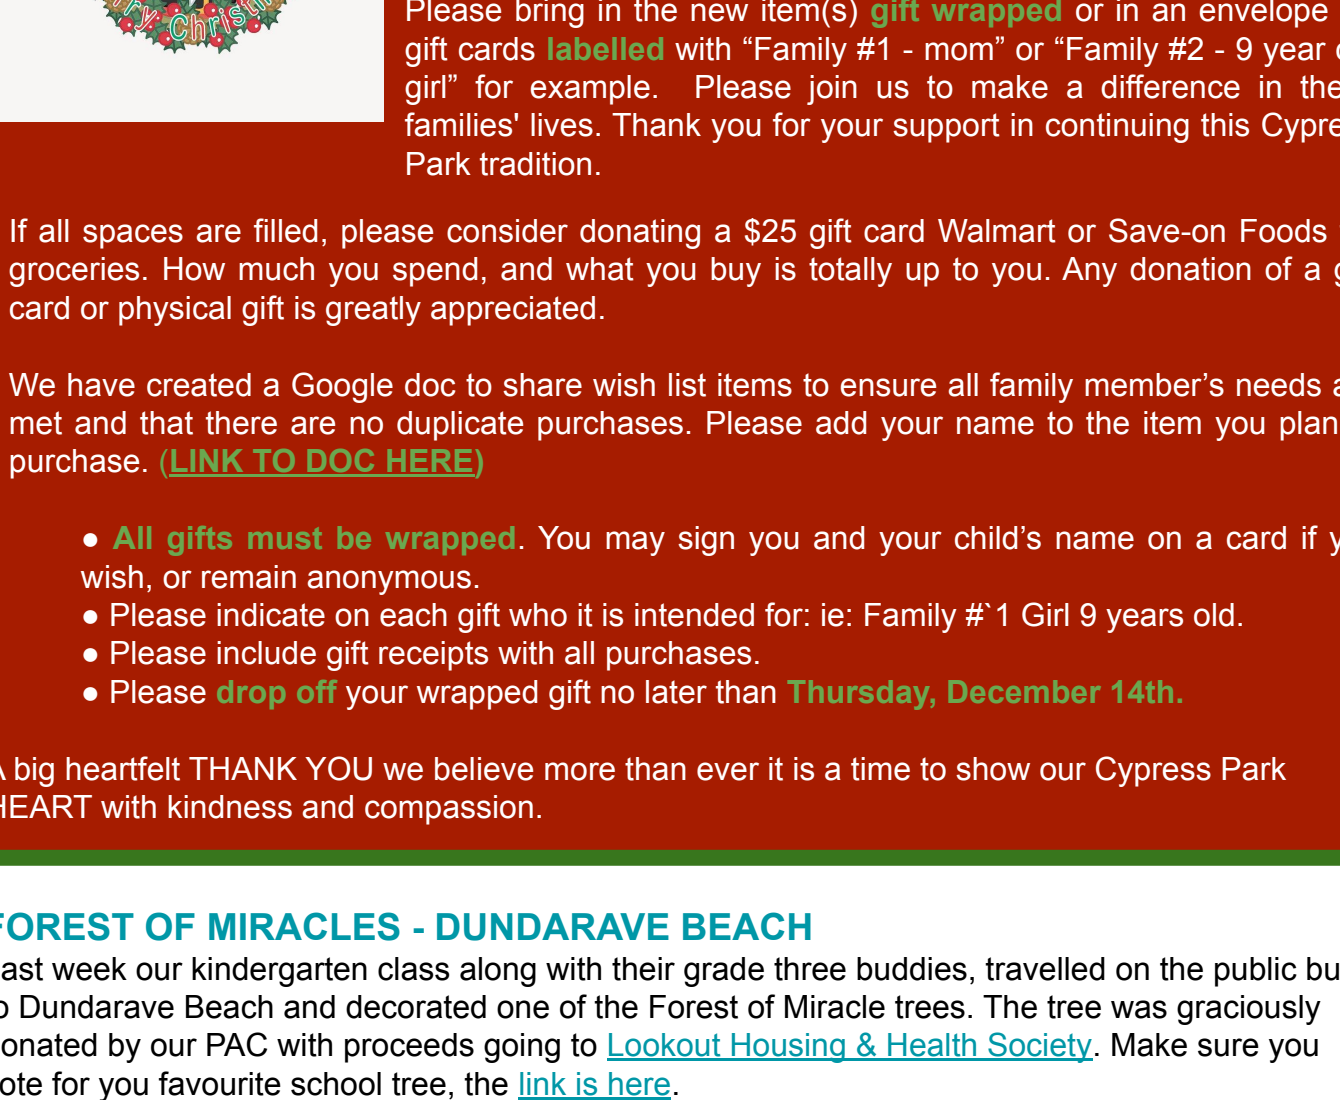 Merry Christmas
Please bring in the new item(s) gift wrapped or in an envelope
gift cards labelled with “Family #1 - mom” or “Family #2 - 9 year
girl” for example. Please join us to make a difference in
families' lives. Thank you for your support in continuing this
Park tradition.
If all spaces are filled, please consider donating a $25 gift card Walmart or Save-on Foods
groceries. How much you spend, and what you buy is totally up to you. Any donation of a
card or physical gift is greatly appreciated.
We have created a Google doc to share wish list items to ensure all family member’s needs
met and that there are no duplicate purchases. Please add your name to the item you plan
purchase. (LINK TO DOC HERE)
● All gifts must be wrapped. You may sign you and your child’s name on a card if
wish, or remain anonymous.
● Please indicate on each gift who it is intended for: ie: Family #`1 Girl 9 years old.
● Please include gift receipts with all purchases.
● Please drop off your wrapped gift no later than Thursday, December 14th.
A big heartfelt THANK YOU we believe more than ever it is a time to show our Cypress Park
HEART with kindness and compassion.
FOREST OF MIRACLES - DUNDARAVE BEACH
ast week our kindergarten class along with their grade three buddies, travelled on the public
o Dundarave Beach and decorated one of the Forest of Miracle trees. The tree was graciously
onated by our PAC with proceeds going to Lookout Housing & Health Society. Make sure you
ote for you favourite school tree, the link is here.